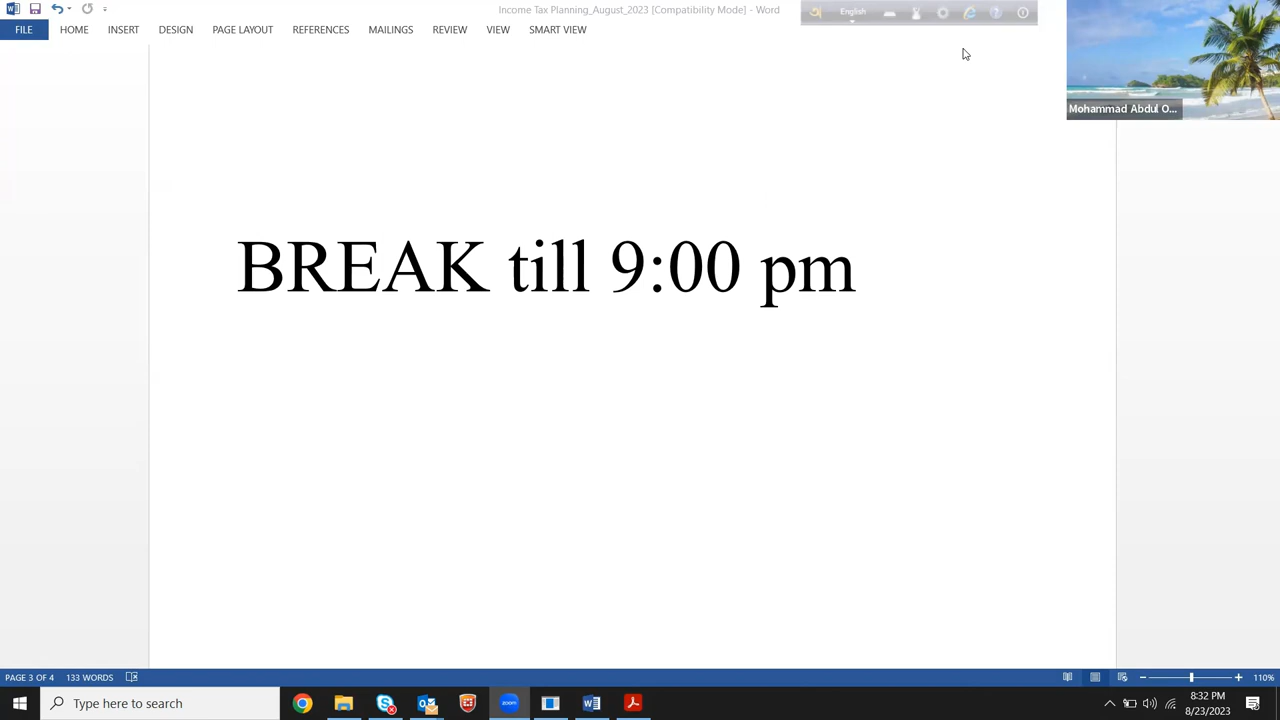 Income Tax Planning_August_2023 [Compatibility Mode] - Word
English
FILE HOME INSERT DESIGN PAGE LAYOUT REFERENCES MAILINGS REVIEW VIEW SMART VIEW
Mohammad Abdul O...
BREAK till 9:00 pm
PAGE 3 OF 4 133 WORDS
110%
Type here to search
zoom
8:32 PM
8/23/2023